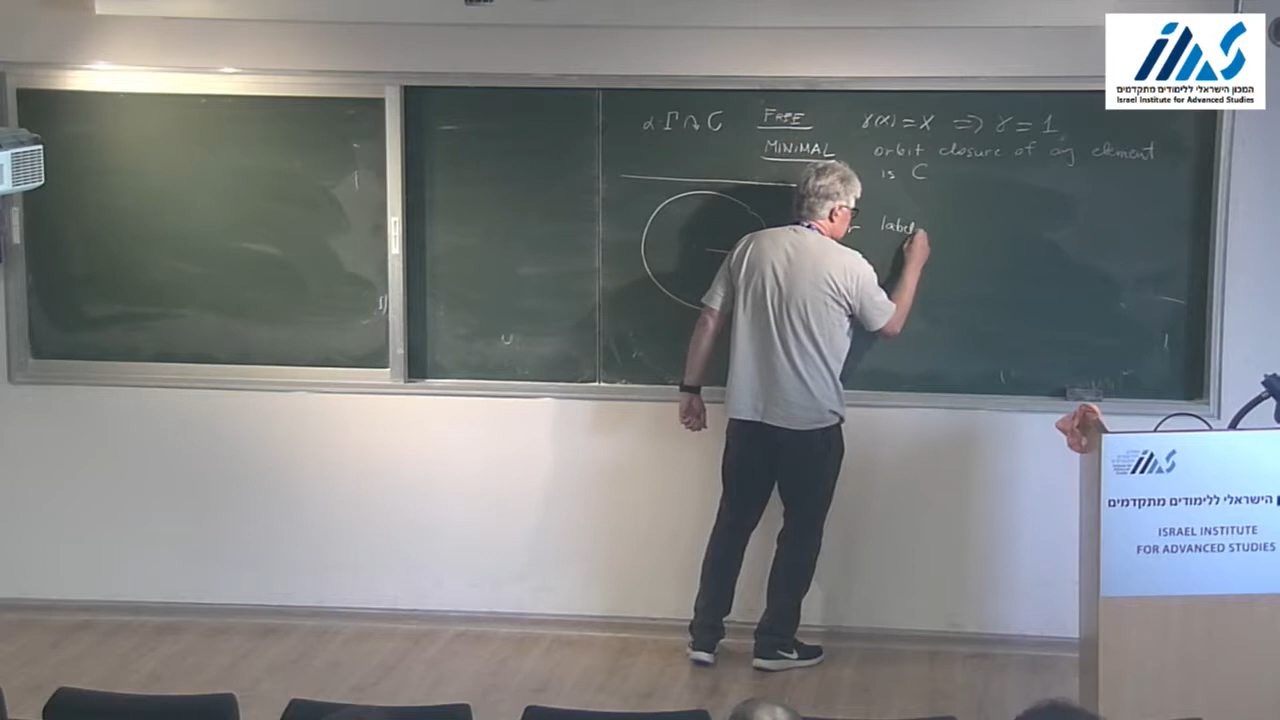 המכון הישראלי ללימודים מתקדמים
Israel Institute for Advanced Studies
α: Γ ↷ C FREE γ(x) = x ⟹ γ = 1
MINIMAL orbit closure of any element
is C
label
ון הישראלי ללימודים מתקדמים
ISRAEL INSTITUTE
FOR ADVANCED STUDIES